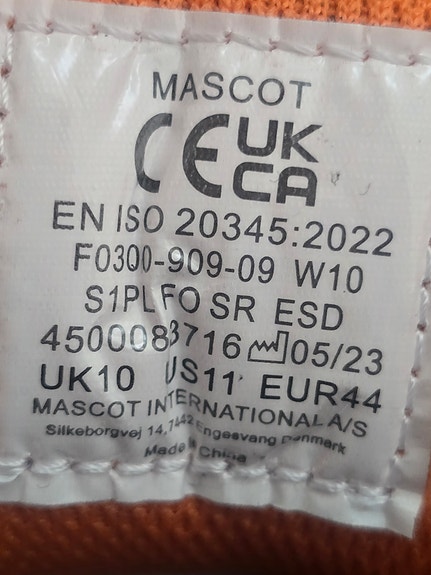 MASCOT
CE UK
CA
EN ISO 20345:2022
F0300-909-09 W10
S1PL FO SR ESD
4500083716 05/23
UK10 US11 EUR44
MASCOT INTERNATIONAL A/S
Silkeborgvej 14, 7442 Engesvang Denmark
Made in China